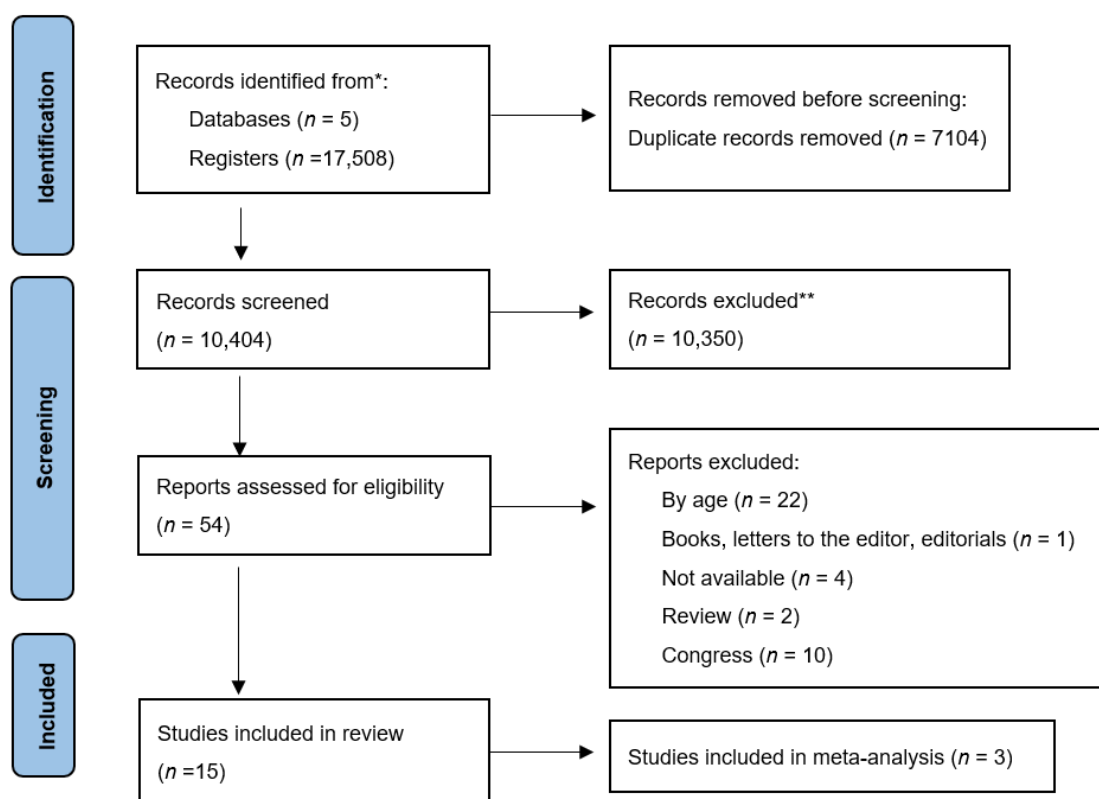 Identification
Records identified from*:
Databases (n = 5)
Registers (n =17,508)
Records removed before screening:
Duplicate records removed (n = 7104)
Screening
Records screened
(n = 10,404)
Records excluded**
(n = 10,350)
Reports assessed for eligibility
(n = 54)
Reports excluded:
By age (n = 22)
Books, letters to the editor, editorials (n = 1)
Not available (n = 4)
Review (n = 2)
Congress (n = 10)
Included
Studies included in review
(n =15)
Studies included in meta-analysis (n = 3)